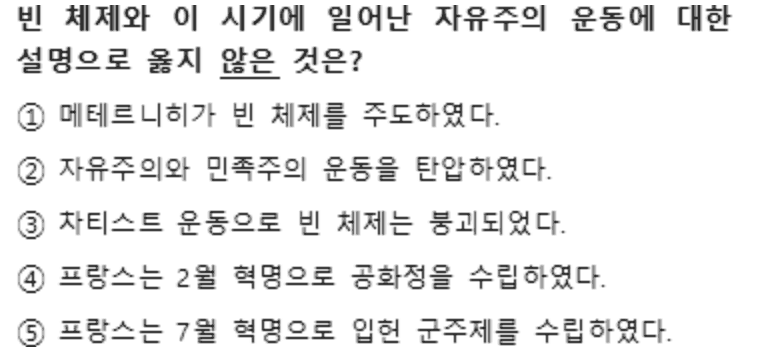 빈 체제와 이 시기에 일어난 자유주의 운동에 대한
설명으로 옳지 않은 것은?
① 메테르니히가 빈 체제를 주도하였다.
② 자유주의와 민족주의 운동을 탄압하였다.
③ 차티스트 운동으로 빈 체제는 붕괴되었다.
④ 프랑스는 2월 혁명으로 공화정을 수립하였다.
⑤ 프랑스는 7월 혁명으로 입헌 군주제를 수립하였다.